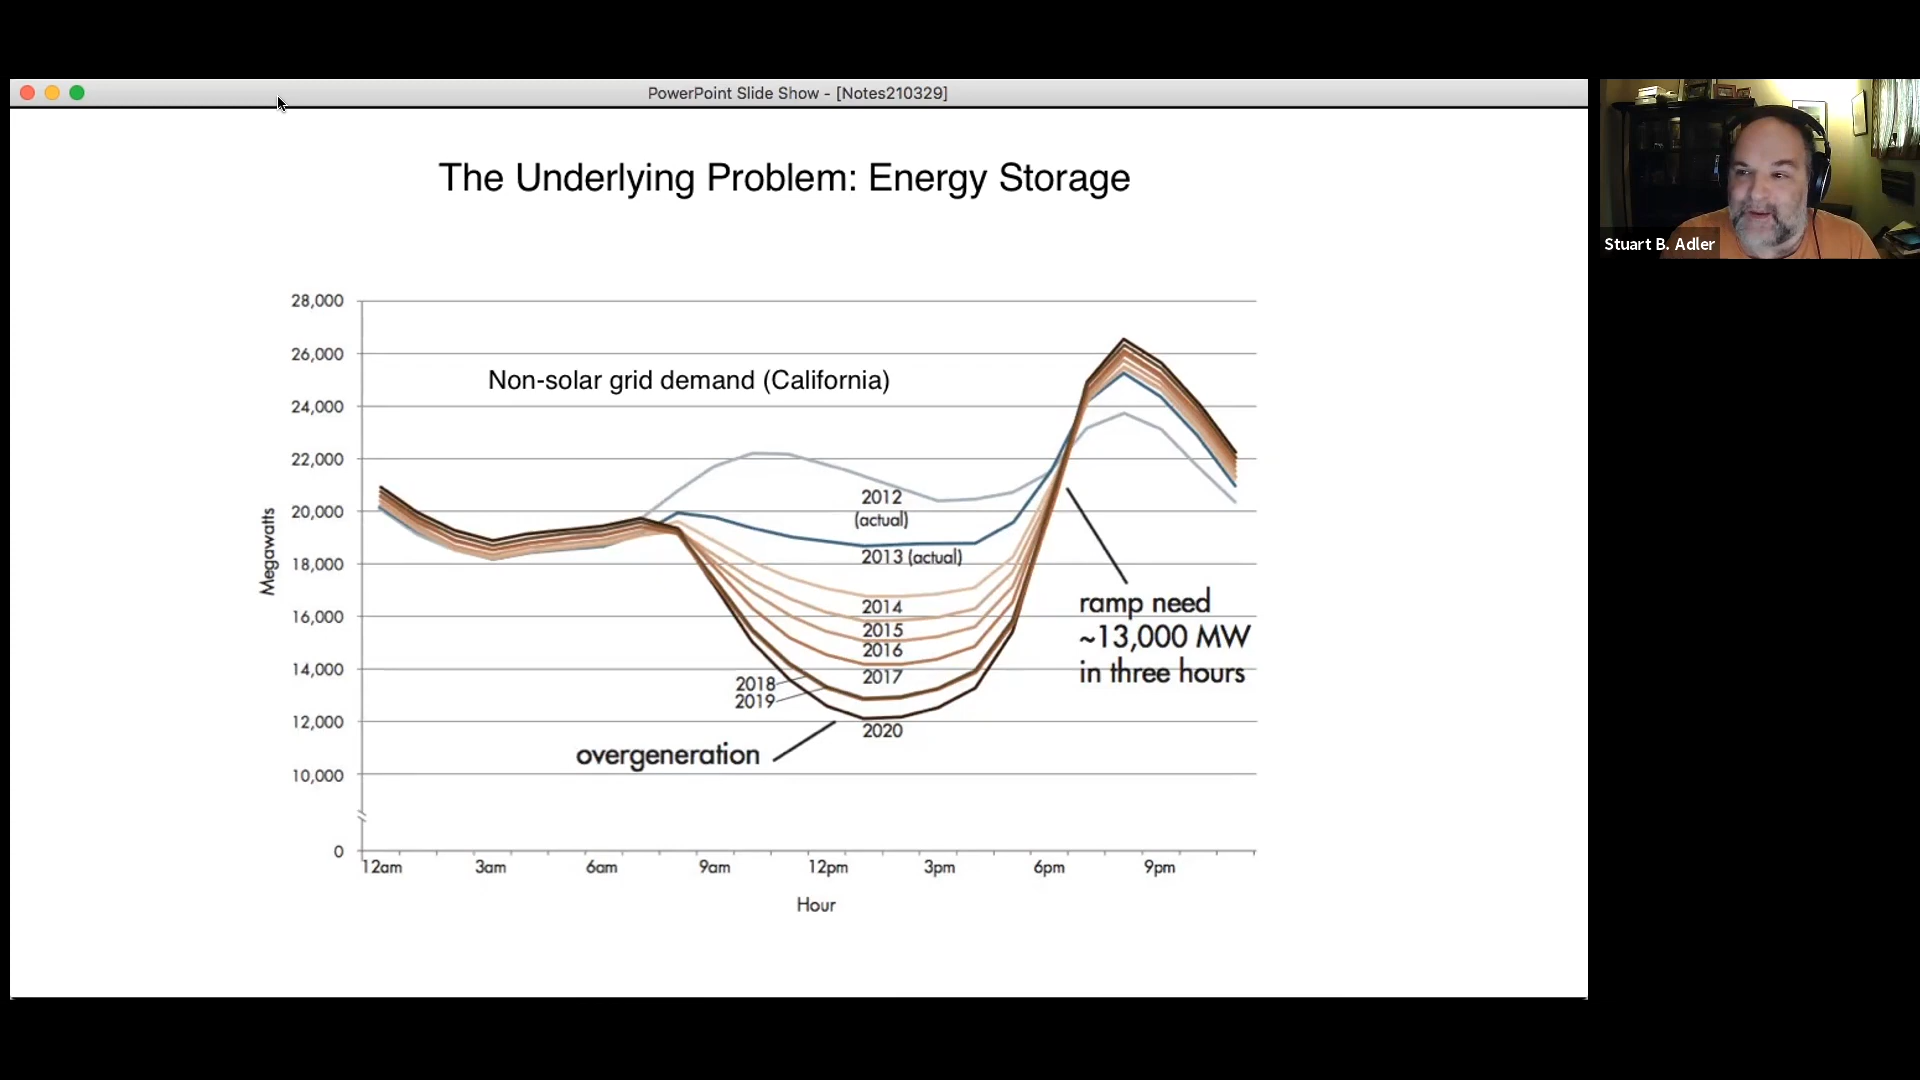 PowerPoint Slide Show - [Notes210329]
The Underlying Problem: Energy Storage
28,000
26,000
24,000
22,000
20,000
18,000
16,000
14,000
12,000
10,000
0
Megawatts
Non-solar grid demand (California)
2012
(actual)
2013 (actual)
2014
2015
2016
2017
2018
2019
2020
overgeneration
ramp need
~13,000 MW
in three hours
12am 3am 6am 9am 12pm 3pm 6pm 9pm
Hour
Stuart B. Adler